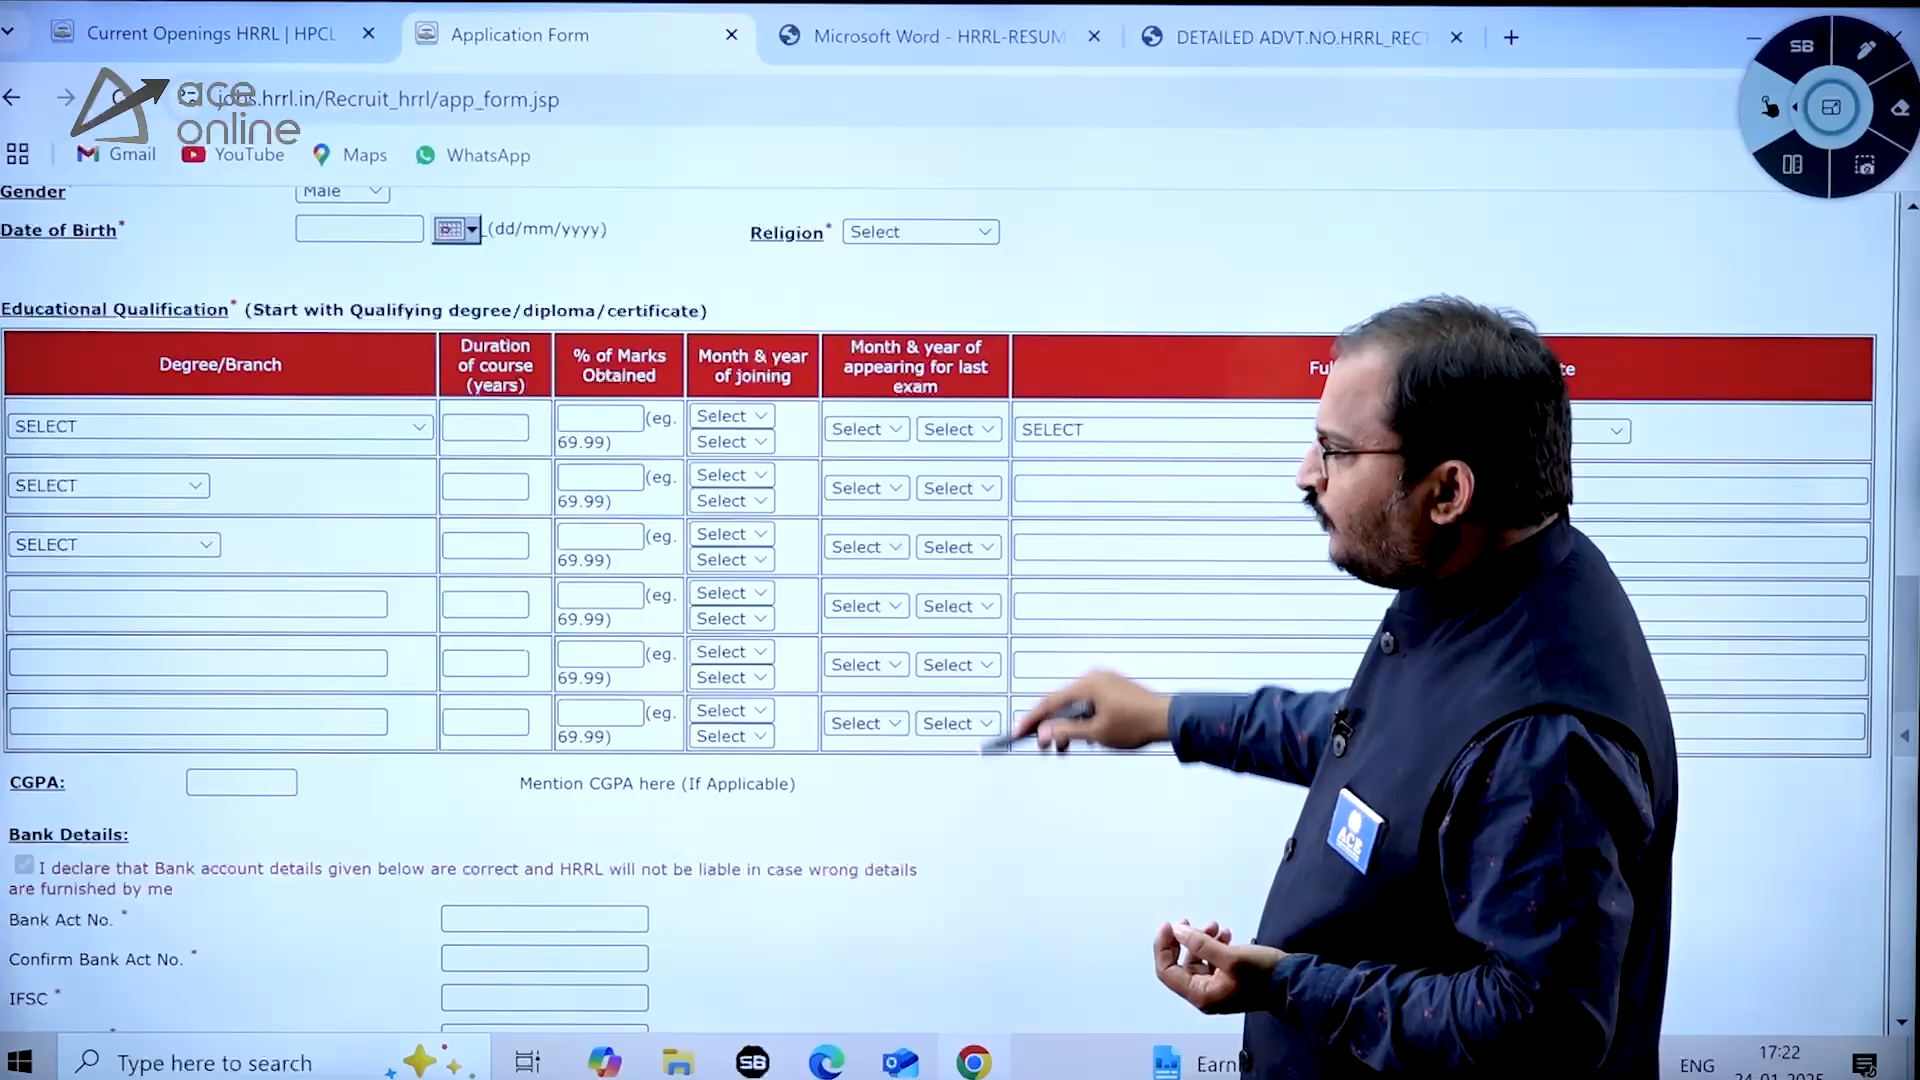 Current Openings HRRL | HPCL
Application Form
Microsoft Word - HRRL-RESUM
DETAILED ADVT.NO.HRRL_RECT
SB
ace
online
.hrrl.in/Recruit_hrrl/app_form.jsp
Gmail
YouTube
Maps
WhatsApp
Gender
Male
Date of Birth*
(dd/mm/yyyy)
Religion*
Select
Educational Qualification* (Start with Qualifying degree/diploma/certificate)
Degree/Branch
Duration
of course
(years)
% of Marks
Obtained
Month & year
of joining
Month & year of
appearing for last
exam
SELECT
(eg.
69.99)
Select
Select
Select
Select
SELECT
SELECT
(eg.
69.99)
Select
Select
Select
Select
SELECT
(eg.
69.99)
Select
Select
Select
Select
(eg.
69.99)
Select
Select
Select
Select
(eg.
69.99)
Select
Select
Select
Select
(eg.
69.99)
Select
Select
Select
Select
CGPA:
Mention CGPA here (If Applicable)
ACE
Bank Details:
I declare that Bank account details given below are correct and HRRL will not be liable in case wrong details
are furnished by me
Bank Act No. *
Confirm Bank Act No. *
IFSC *
Type here to search
SB
Earni
ENG
17:22
24-01-2025